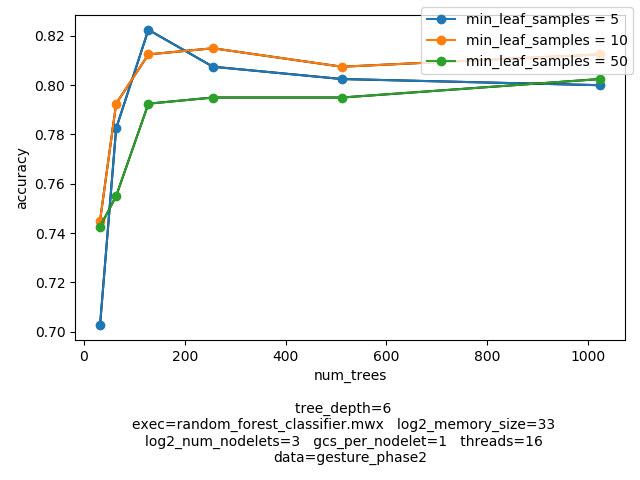 min_leaf_samples = 5
min_leaf_samples = 10
min_leaf_samples = 50
0.82
0.80
0.78
0.76
0.74
0.72
0.70
accuracy
0 200 400 600 800 1000
num_trees
tree_depth=6
exec=random_forest_classifier.mwx log2_memory_size=33
log2_num_nodelets=3 gcs_per_nodelet=1 threads=16
data=gesture_phase2